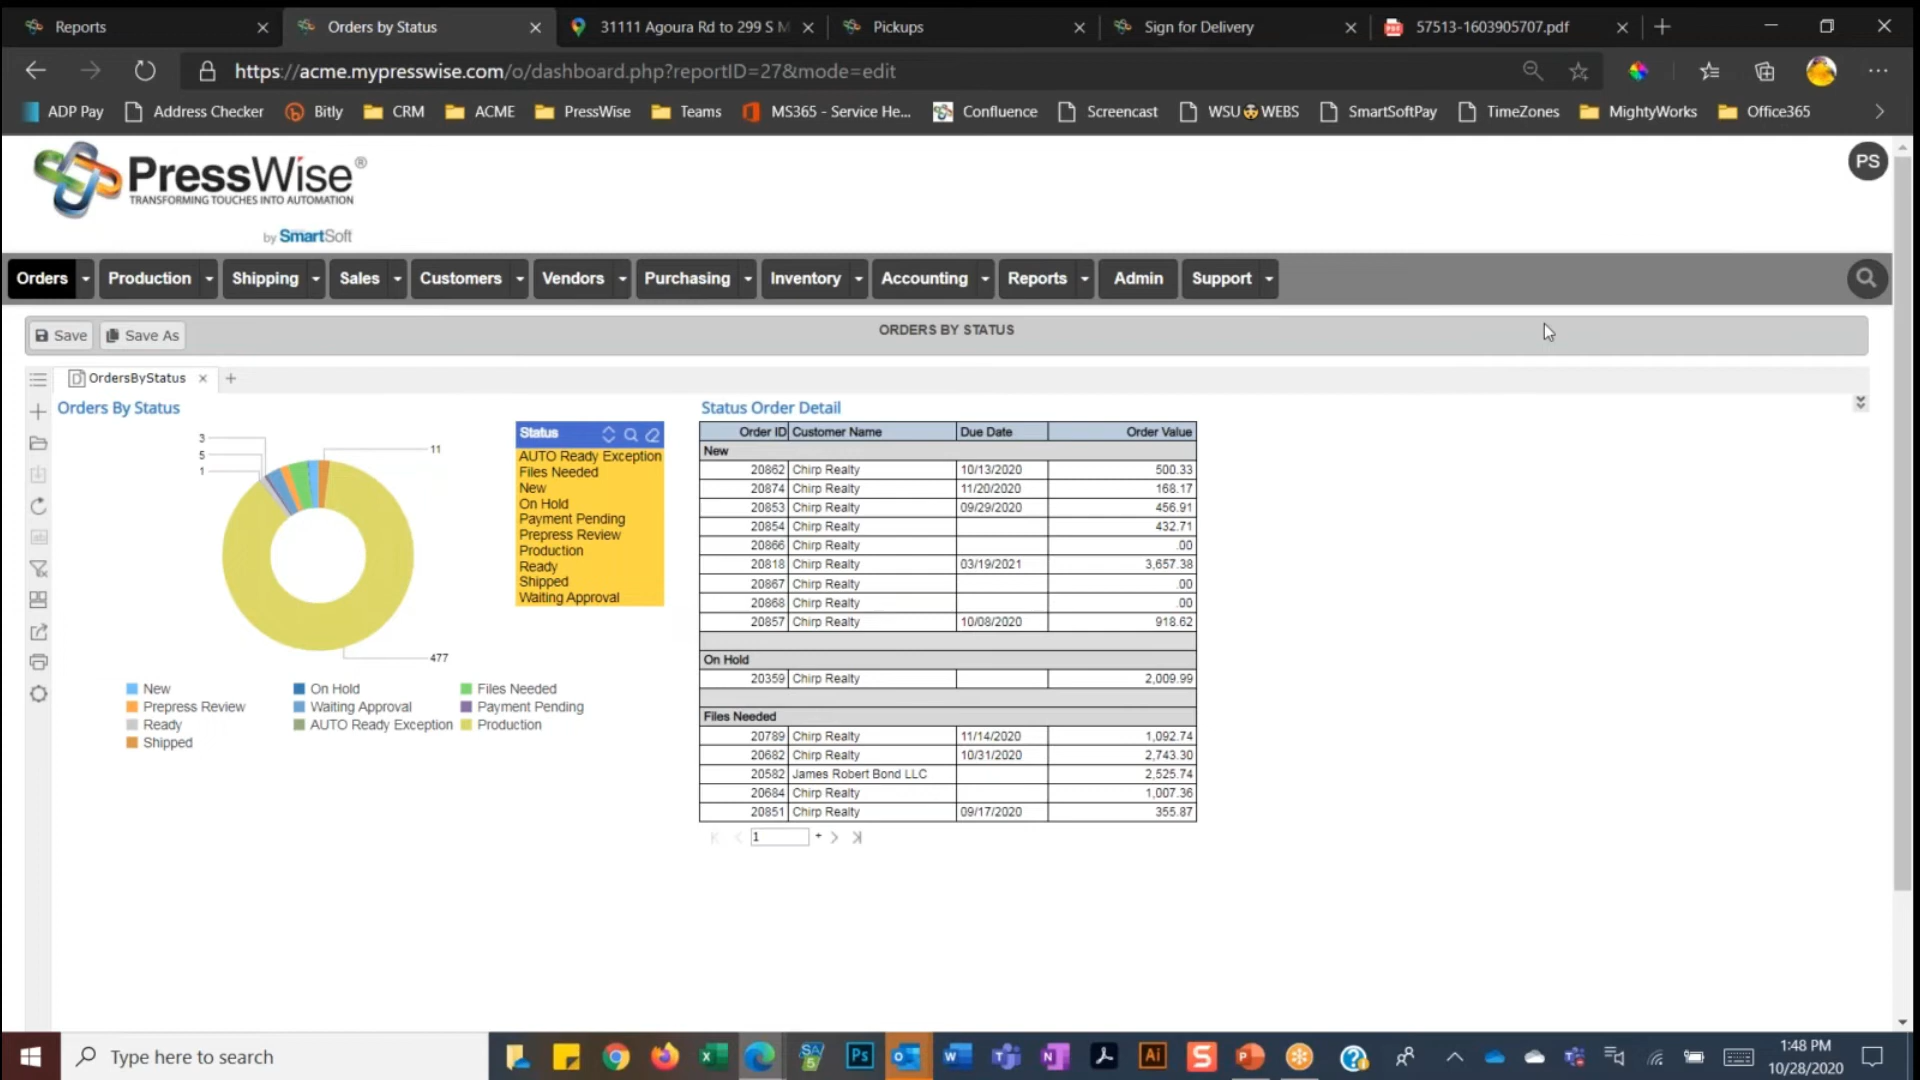 Reports
Orders by Status
31111 Agoura Rd to 299 S M
Pickups
Sign for Delivery
57513-1603905707.pdf
https://acme.mypresswise.com/o/dashboard.php?reportID=27&mode=edit
ADP Pay
Address Checker
Bitly
CRM
ACME
PressWise
Teams
MS365 - Service He...
Confluence
Screencast
WSU WEBS
SmartSoftPay
TimeZones
MightyWorks
Office365
PressWise®
TRANSFORMING TOUCHES INTO AUTOMATION
by SmartSoft
PS
Orders
Production
Shipping
Sales
Customers
Vendors
Purchasing
Inventory
Accounting
Reports
Admin
Support
Save
Save As
ORDERS BY STATUS
OrdersByStatus
Orders By Status
3
5
1
11
477
New
On Hold
Files Needed
Prepress Review
Waiting Approval
Payment Pending
Ready
AUTO Ready Exception
Production
Shipped
Status
AUTO Ready Exception
Files Needed
New
On Hold
Payment Pending
Prepress Review
Production
Ready
Shipped
Waiting Approval
Status Order Detail
Order ID Customer Name Due Date Order Value
New
20862 Chirp Realty 10/13/2020 500.33
20874 Chirp Realty 11/20/2020 168.17
20853 Chirp Realty 09/29/2020 456.91
20854 Chirp Realty 432.71
20866 Chirp Realty .00
20818 Chirp Realty 03/19/2021 3,657.38
20867 Chirp Realty .00
20868 Chirp Realty .00
20857 Chirp Realty 10/08/2020 918.62
On Hold
20359 Chirp Realty 2,009.99
Files Needed
20789 Chirp Realty 11/14/2020 1,092.74
20682 Chirp Realty 10/31/2020 2,743.30
20582 James Robert Bond LLC 2,525.74
20684 Chirp Realty 1,007.36
20851 Chirp Realty 09/17/2020 355.87
1 +
Type here to search
1:48 PM
10/28/2020